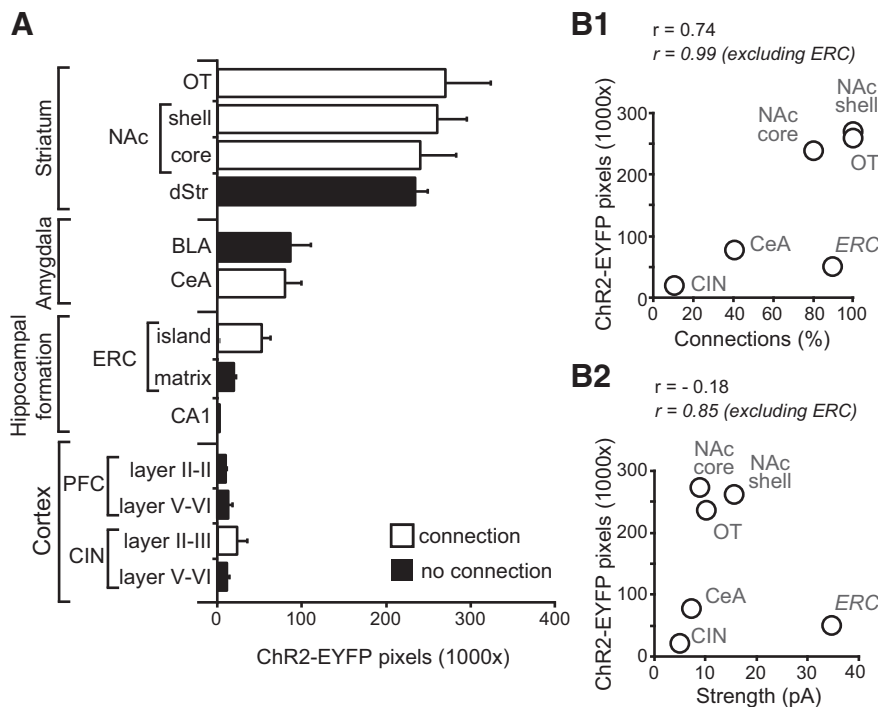 A
Striatum
OT
NAc
shell
core
dStr
Amygdala
BLA
CeA
Hippocampal
formation
ERC
island
matrix
CA1
Cortex
PFC
layer II-II
layer V-VI
CIN
layer II-III
layer V-VI
connection
no connection
0 100 200 300 400
ChR2-EYFP pixels (1000x)
B1
r = 0.74
r = 0.99 (excluding ERC)
ChR2-EYFP pixels (1000x)
300
200
100
0
NAc
core
NAc
shell
OT
CeA
ERC
CIN
0 20 40 60 80 100
Connections (%)
B2
r = - 0.18
r = 0.85 (excluding ERC)
ChR2-EYFP pixels (1000x)
300
200
100
0
NAc
core
NAc
shell
OT
CeA
ERC
CIN
0 10 20 30 40
Strength (pA)